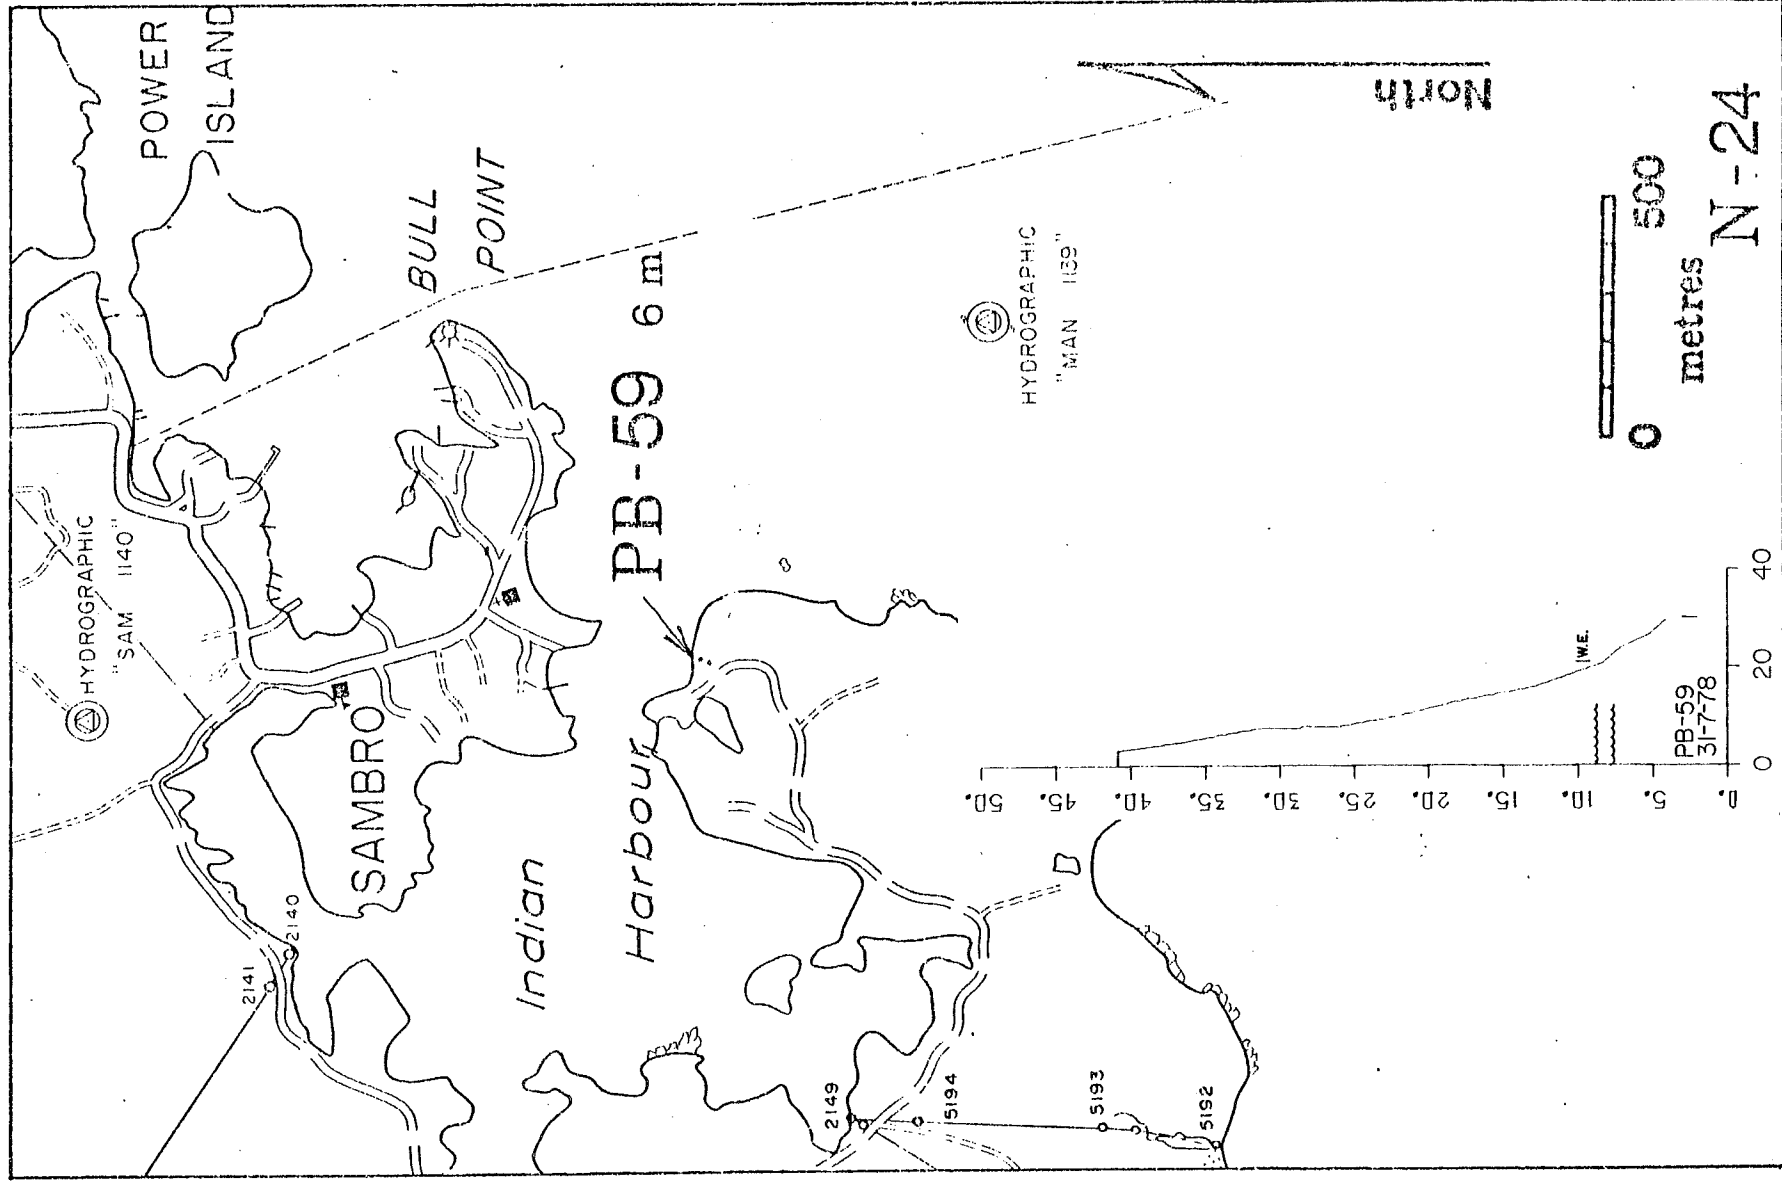 POWER
ISLAND
HYDROGRAPHIC
"SAM 1140"
BULL
POINT
SAMBRO
2141
2140
Indian
Harbour
PB-59 6 m
HYDROGRAPHIC
"MAN 1139"
North
2149
5194
5193
5192
50.
45.
40.
35.
30.
25.
20.
15.
10.
5.
0.
W.E.
PB-59
31-7-78
0 20 40
0 500
metres
N-24